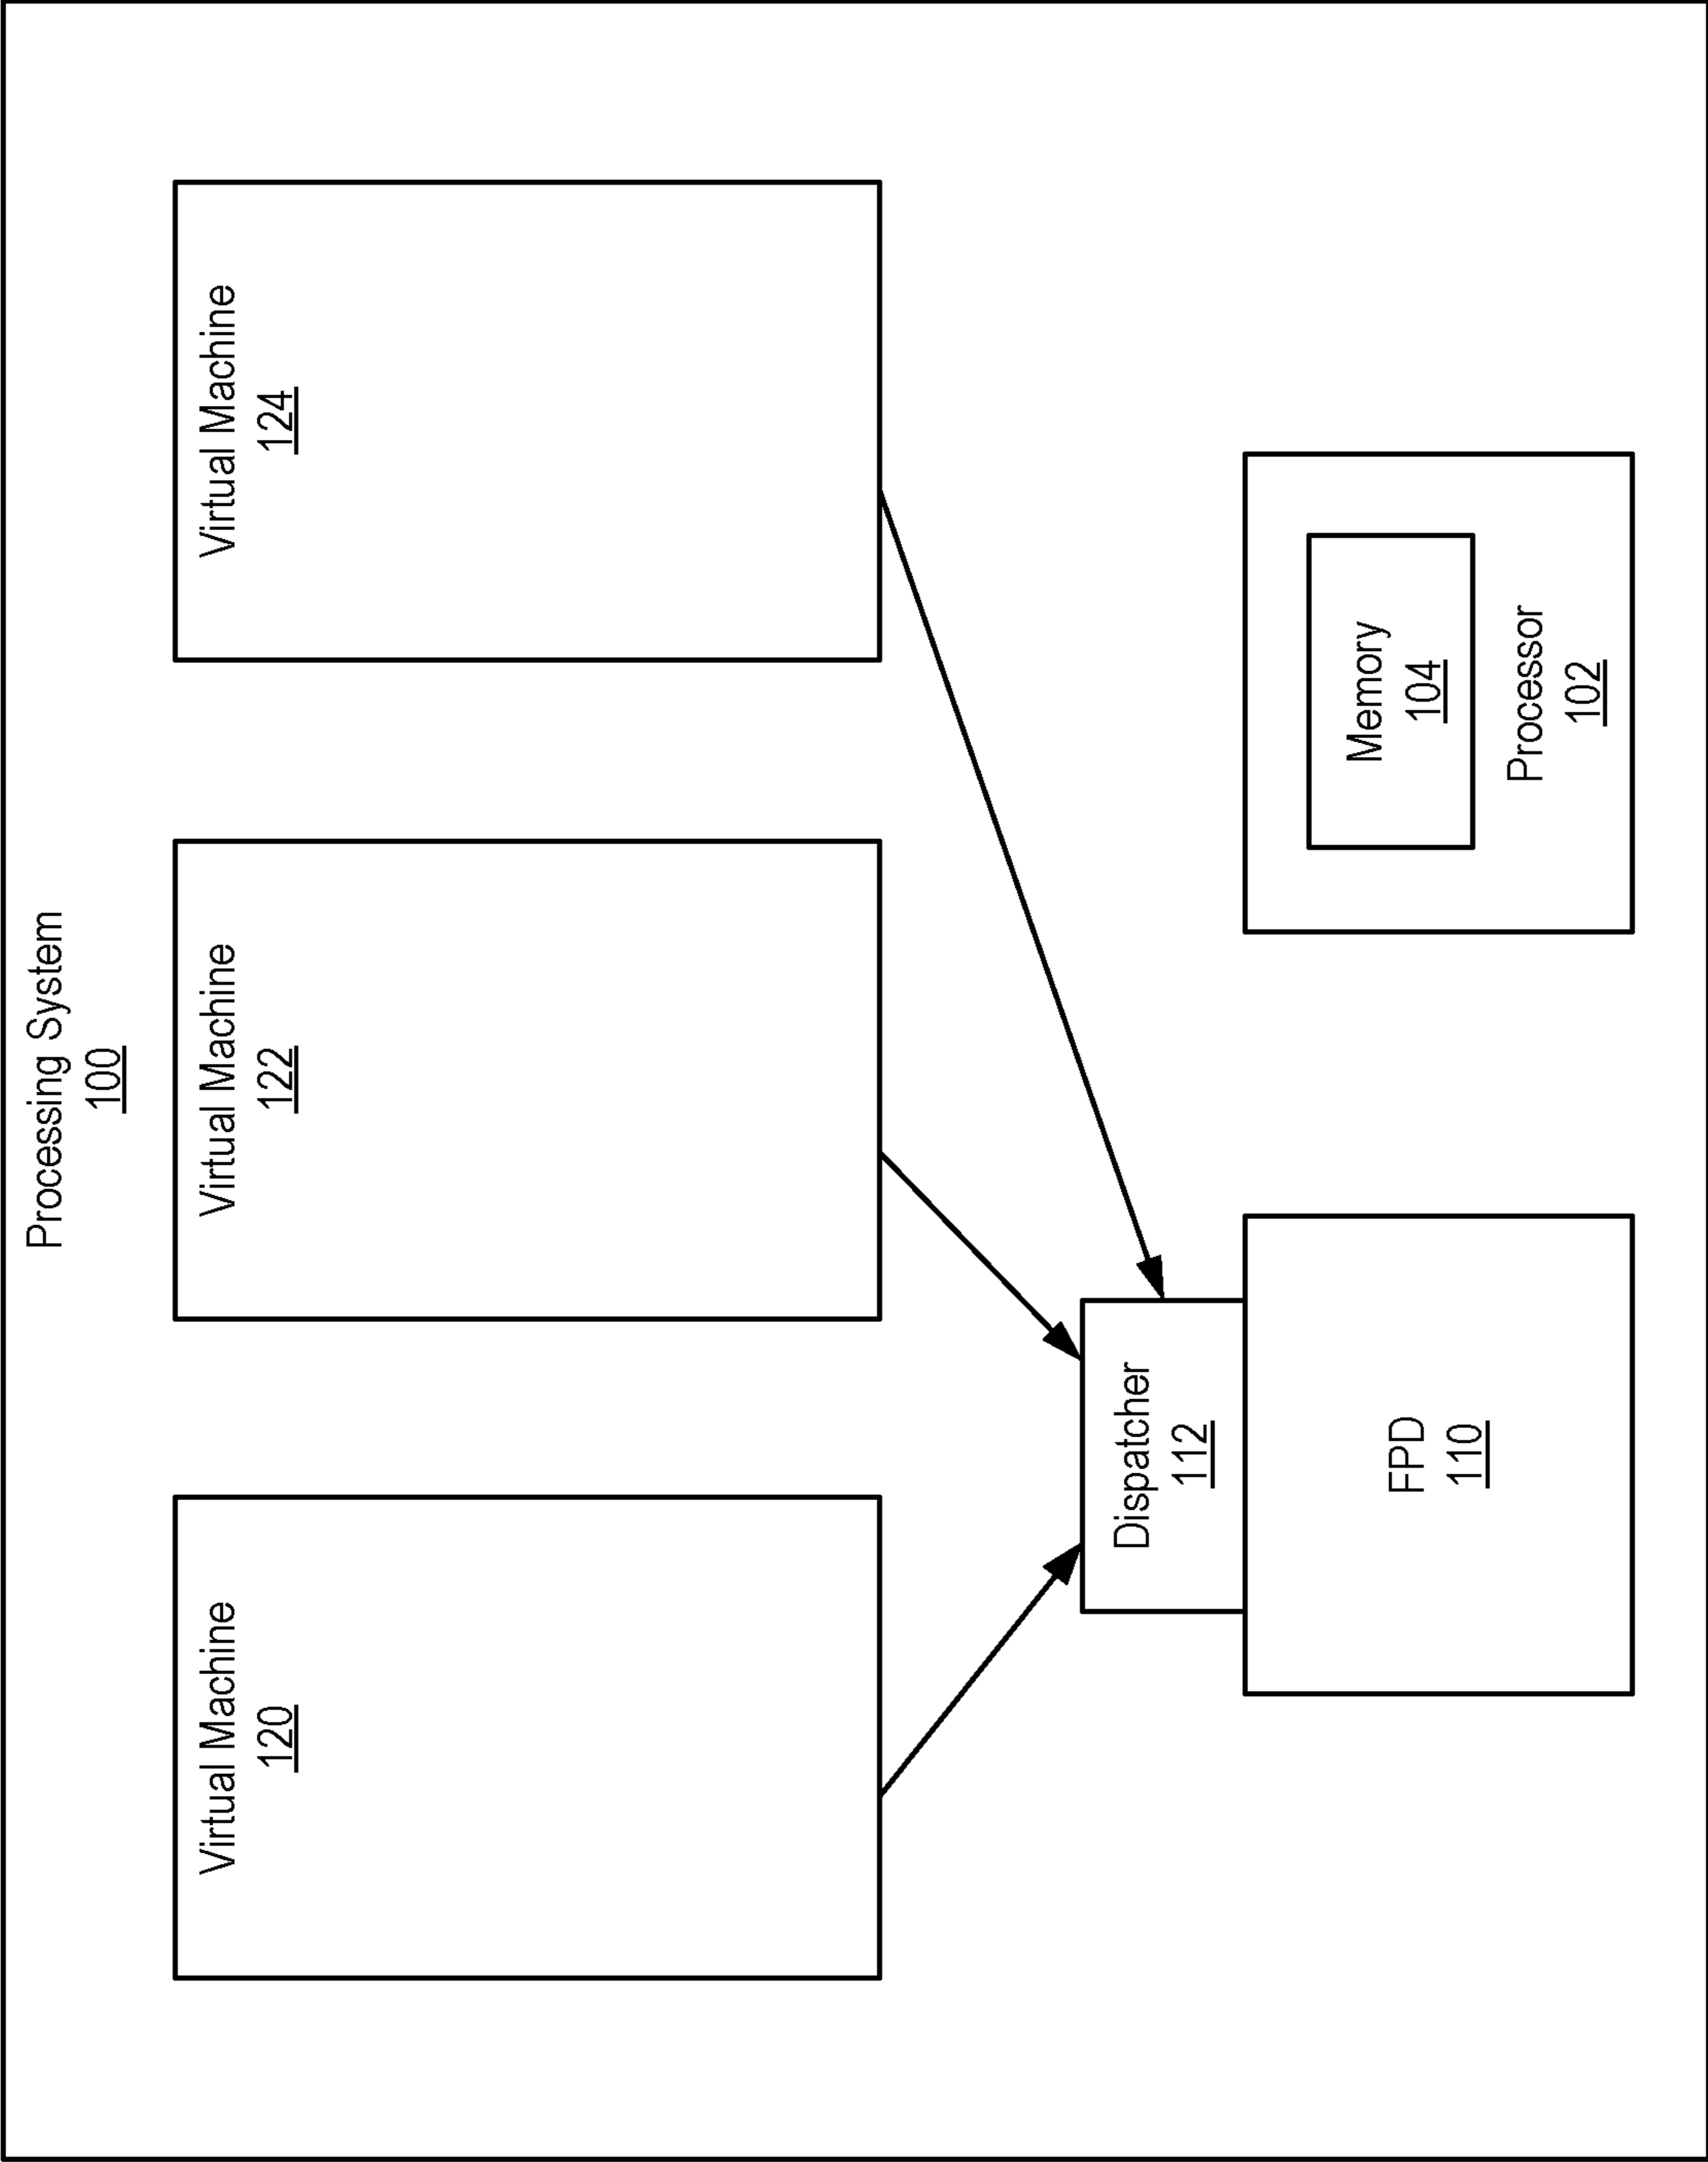 Processing System
100
Virtual Machine
120
Virtual Machine
122
Virtual Machine
124
Dispatcher
112
FPD
110
Memory
104
Processor
102